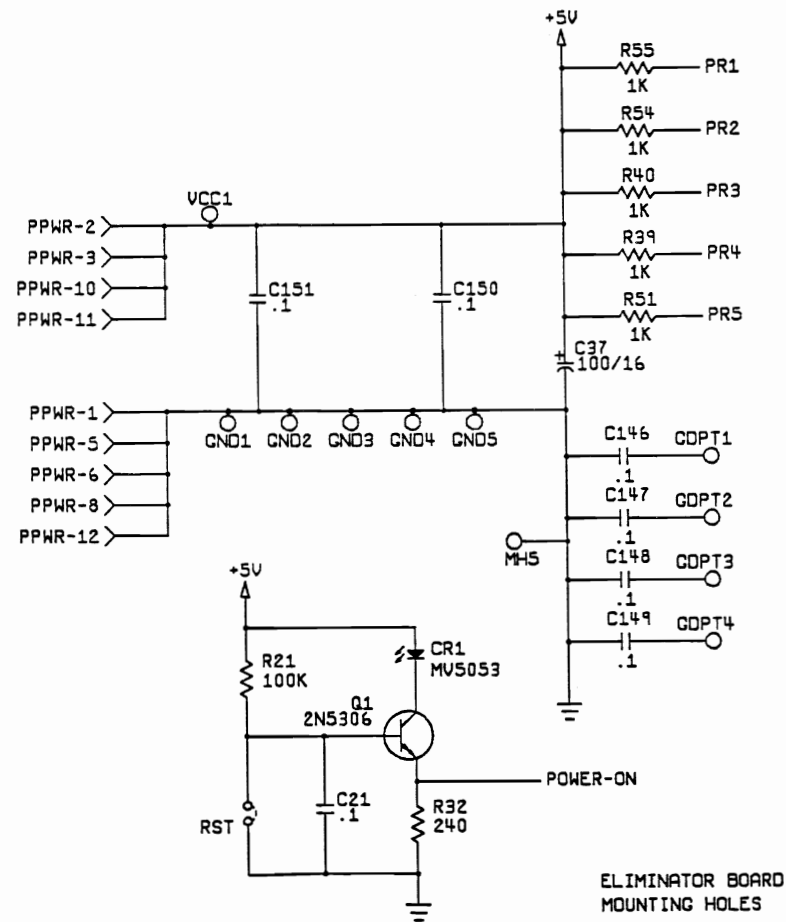 +5V
R55
1K
PR1
R54
1K
PR2
R40
1K
PR3
R39
1K
PR4
R51
1K
PR5
VCC1
PPWR-2
PPWR-3
PPWR-10
PPWR-11
C151
.1
C150
.1
+
C37
100/16
PPWR-1
PPWR-5
PPWR-6
PPWR-8
PPWR-12
GND1
GND2
GND3
GND4
GND5
C146
.1
GDPT1
C147
.1
GDPT2
MH5
C148
.1
GDPT3
C149
.1
GDPT4
+5V
R21
100K
CR1
MV5053
Q1
2N5306
POWER-ON
C21
.1
R32
240
RST
ELIMINATOR BOARD
MOUNTING HOLES